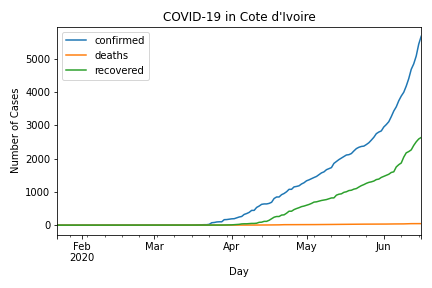 COVID-19 in Cote d'Ivoire
confirmed
deaths
recovered
Number of Cases
5000
4000
3000
2000
1000
0
Feb
2020
Mar
Apr
May
Jun
Day